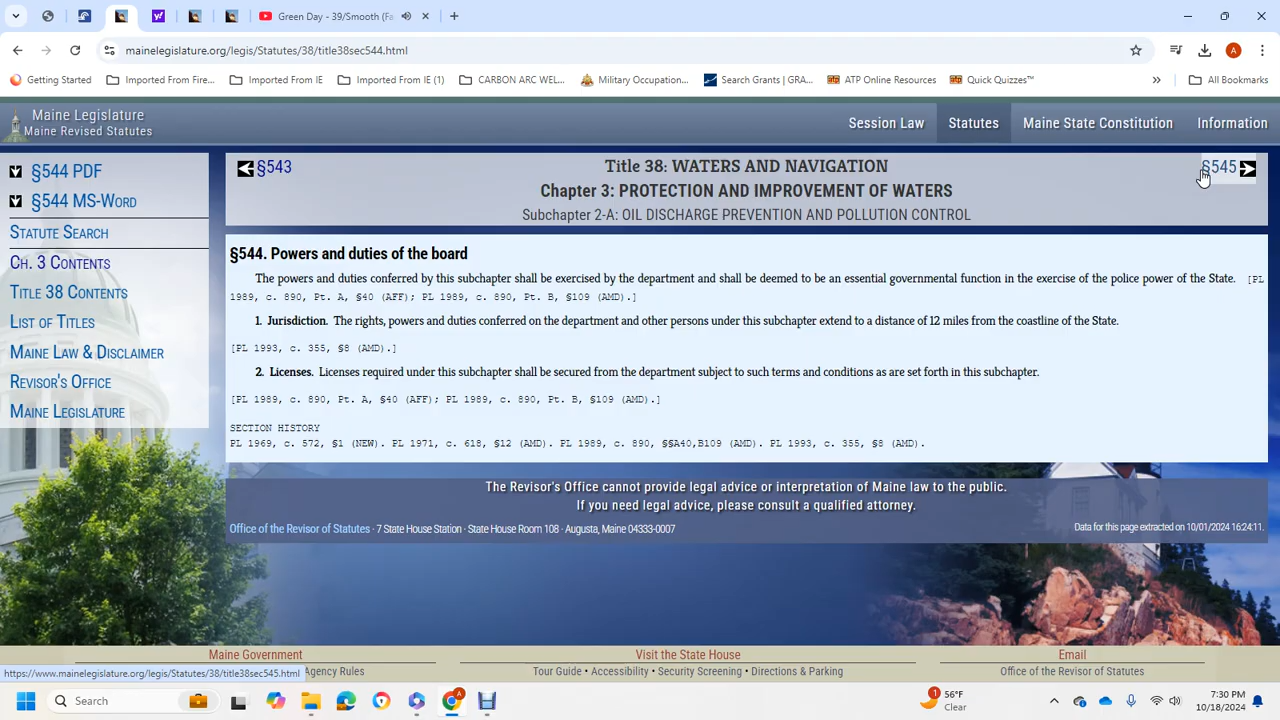 Green Day - 39/Smooth (Fa
mainelegislature.org/legis/Statutes/38/title38sec544.html
A
Getting Started
Imported From Fire...
Imported From IE
Imported From IE (1)
CARBON ARC WEL...
Military Occupation...
Search Grants | GRA...
ATP Online Resources
Quick Quizzes™
All Bookmarks
Maine Legislature
Maine Revised Statutes
Session Law
Statutes
Maine State Constitution
Information
§544 PDF
§544 MS-Word
Statute Search
Ch. 3 Contents
Title 38 Contents
List of Titles
Maine Law & Disclaimer
Revisor's Office
Maine Legislature
§543
Title 38: WATERS AND NAVIGATION
§545
Chapter 3: PROTECTION AND IMPROVEMENT OF WATERS
Subchapter 2-A: OIL DISCHARGE PREVENTION AND POLLUTION CONTROL
§544. Powers and duties of the board
The powers and duties conferred by this subchapter shall be exercised by the department and shall be deemed to be an essential governmental function in the exercise of the police power of the State. [PL
1989, c. 890, Pt. A, §40 (AFF); PL 1989, c. 890, Pt. B, §109 (AMD).]
1. Jurisdiction. The rights, powers and duties conferred on the department and other persons under this subchapter extend to a distance of 12 miles from the coastline of the State.
[PL 1993, c. 355, §8 (AMD).]
2. Licenses. Licenses required under this subchapter shall be secured from the department subject to such terms and conditions as are set forth in this subchapter.
[PL 1989, c. 890, Pt. A, §40 (AFF); PL 1989, c. 890, Pt. B, §109 (AMD).]
SECTION HISTORY
PL 1969, c. 572, §1 (NEW). PL 1971, c. 618, §12 (AMD). PL 1989, c. 890, §§A40,B109 (AMD). PL 1993, c. 355, §8 (AMD).
The Revisor's Office cannot provide legal advice or interpretation of Maine law to the public.
If you need legal advice, please consult a qualified attorney.
Office of the Revisor of Statutes · 7 State House Station · State House Room 108 · Augusta, Maine 04333-0007
Data for this page extracted on 10/01/2024 16:24:11.
Maine Government
Visit the State House
Email
https://www.mainelegislature.org/legis/Statutes/38/title38sec545.html
Agency Rules
Tour Guide • Accessibility • Security Screening • Directions & Parking
Office of the Revisor of Statutes
Search
1
56°F
Clear
7:30 PM
10/18/2024